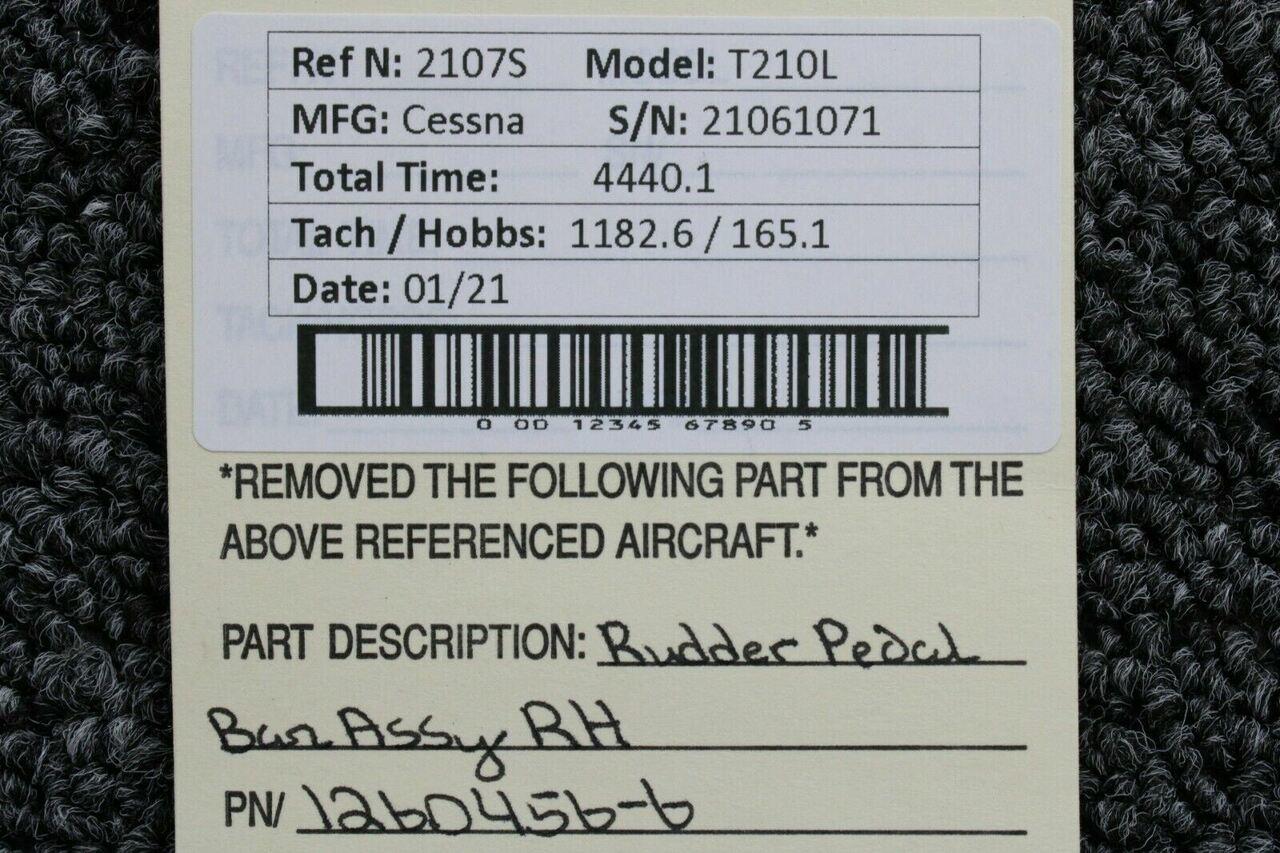 Ref N: 2107S Model: T210L
MFG: Cessna S/N: 21061071
Total Time: 4440.1
Tach / Hobbs: 1182.6 / 165.1
Date: 01/21
0 00 12345 67890 5
*REMOVED THE FOLLOWING PART FROM THE
ABOVE REFERENCED AIRCRAFT.*
PART DESCRIPTION: Rudder Pedal
Bar Assy RH
PN/ 1260456-6